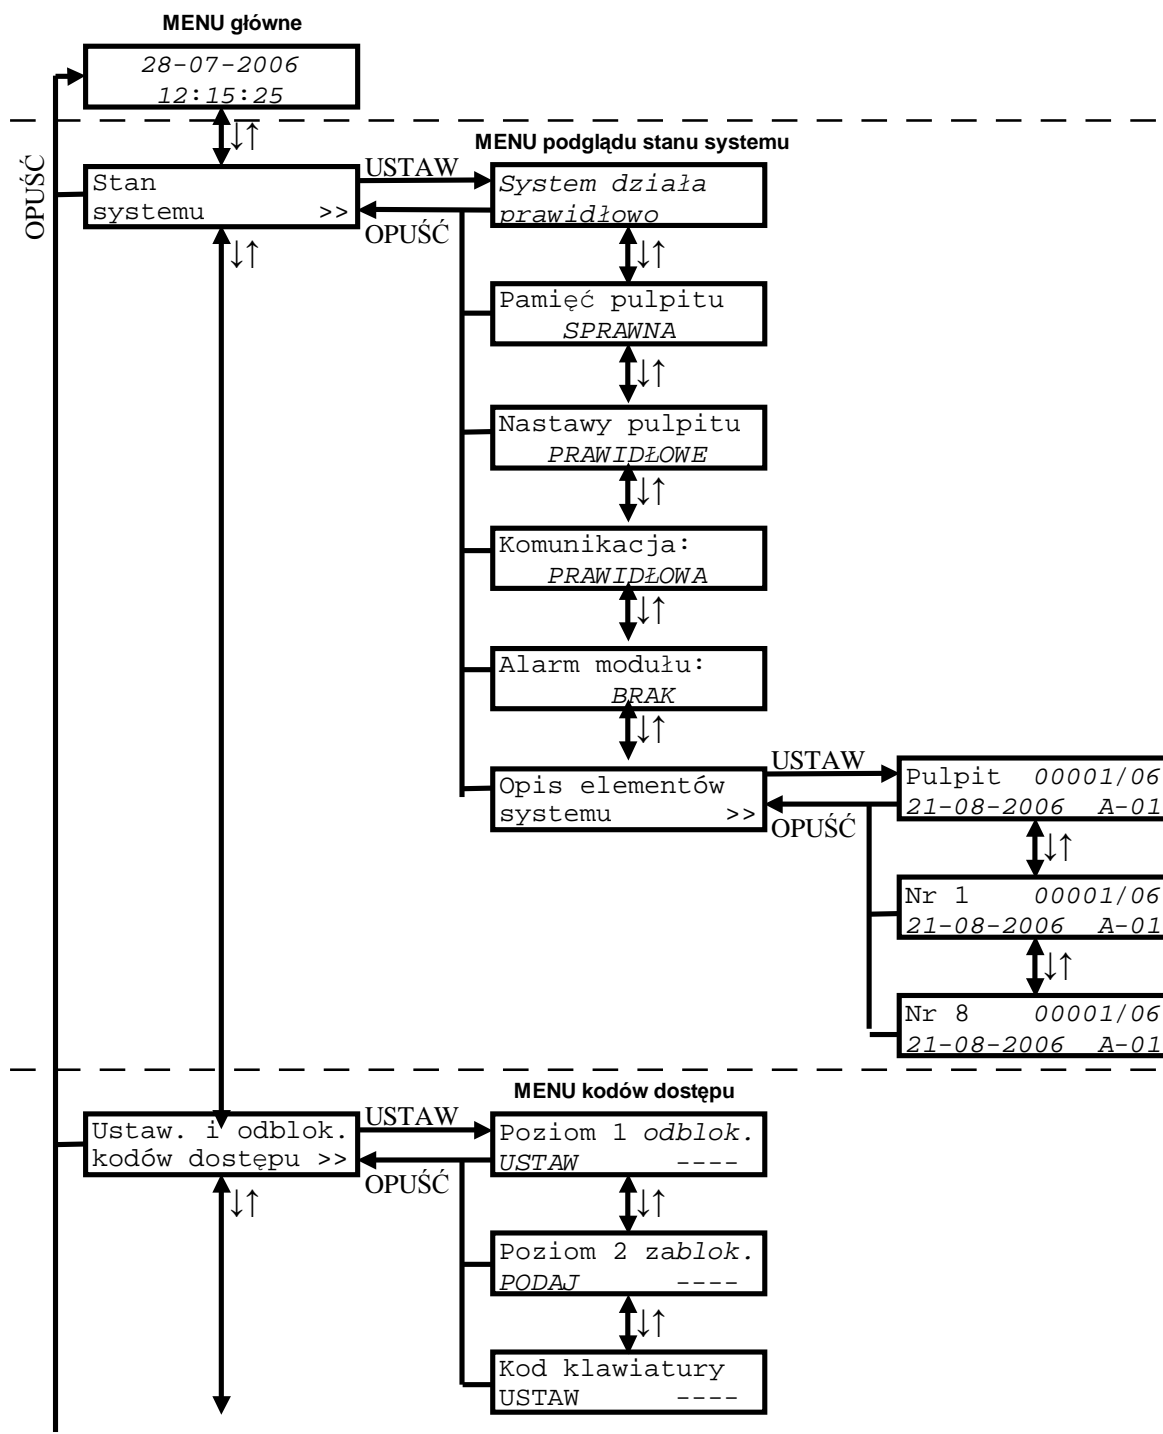 MENU główne
28-07-2006
12:15:25
↓↑
MENU podglądu stanu systemu
OPUŚĆ
Stan
systemu >>
USTAW
OPUŚĆ
System działa
prawidłowo
↓↑
↓↑
Pamięć pulpitu
SPRAWNA
↓↑
Nastawy pulpitu
PRAWIDŁOWE
↓↑
Komunikacja:
PRAWIDŁOWA
↓↑
Alarm modułu:
BRAK
↓↑
Opis elementów
systemu >>
USTAW
OPUŚĆ
Pulpit 00001/06
21-08-2006 A-01
↓↑
Nr 1 00001/06
21-08-2006 A-01
↓↑
Nr 8 00001/06
21-08-2006 A-01
MENU kodów dostępu
Ustaw. i odblok.
kodów dostępu >>
USTAW
OPUŚĆ
Poziom 1 odblok.
USTAW ----
↓↑
↓↑
Poziom 2 zablok.
PODAJ ----
↓↑
Kod klawiatury
USTAW ----